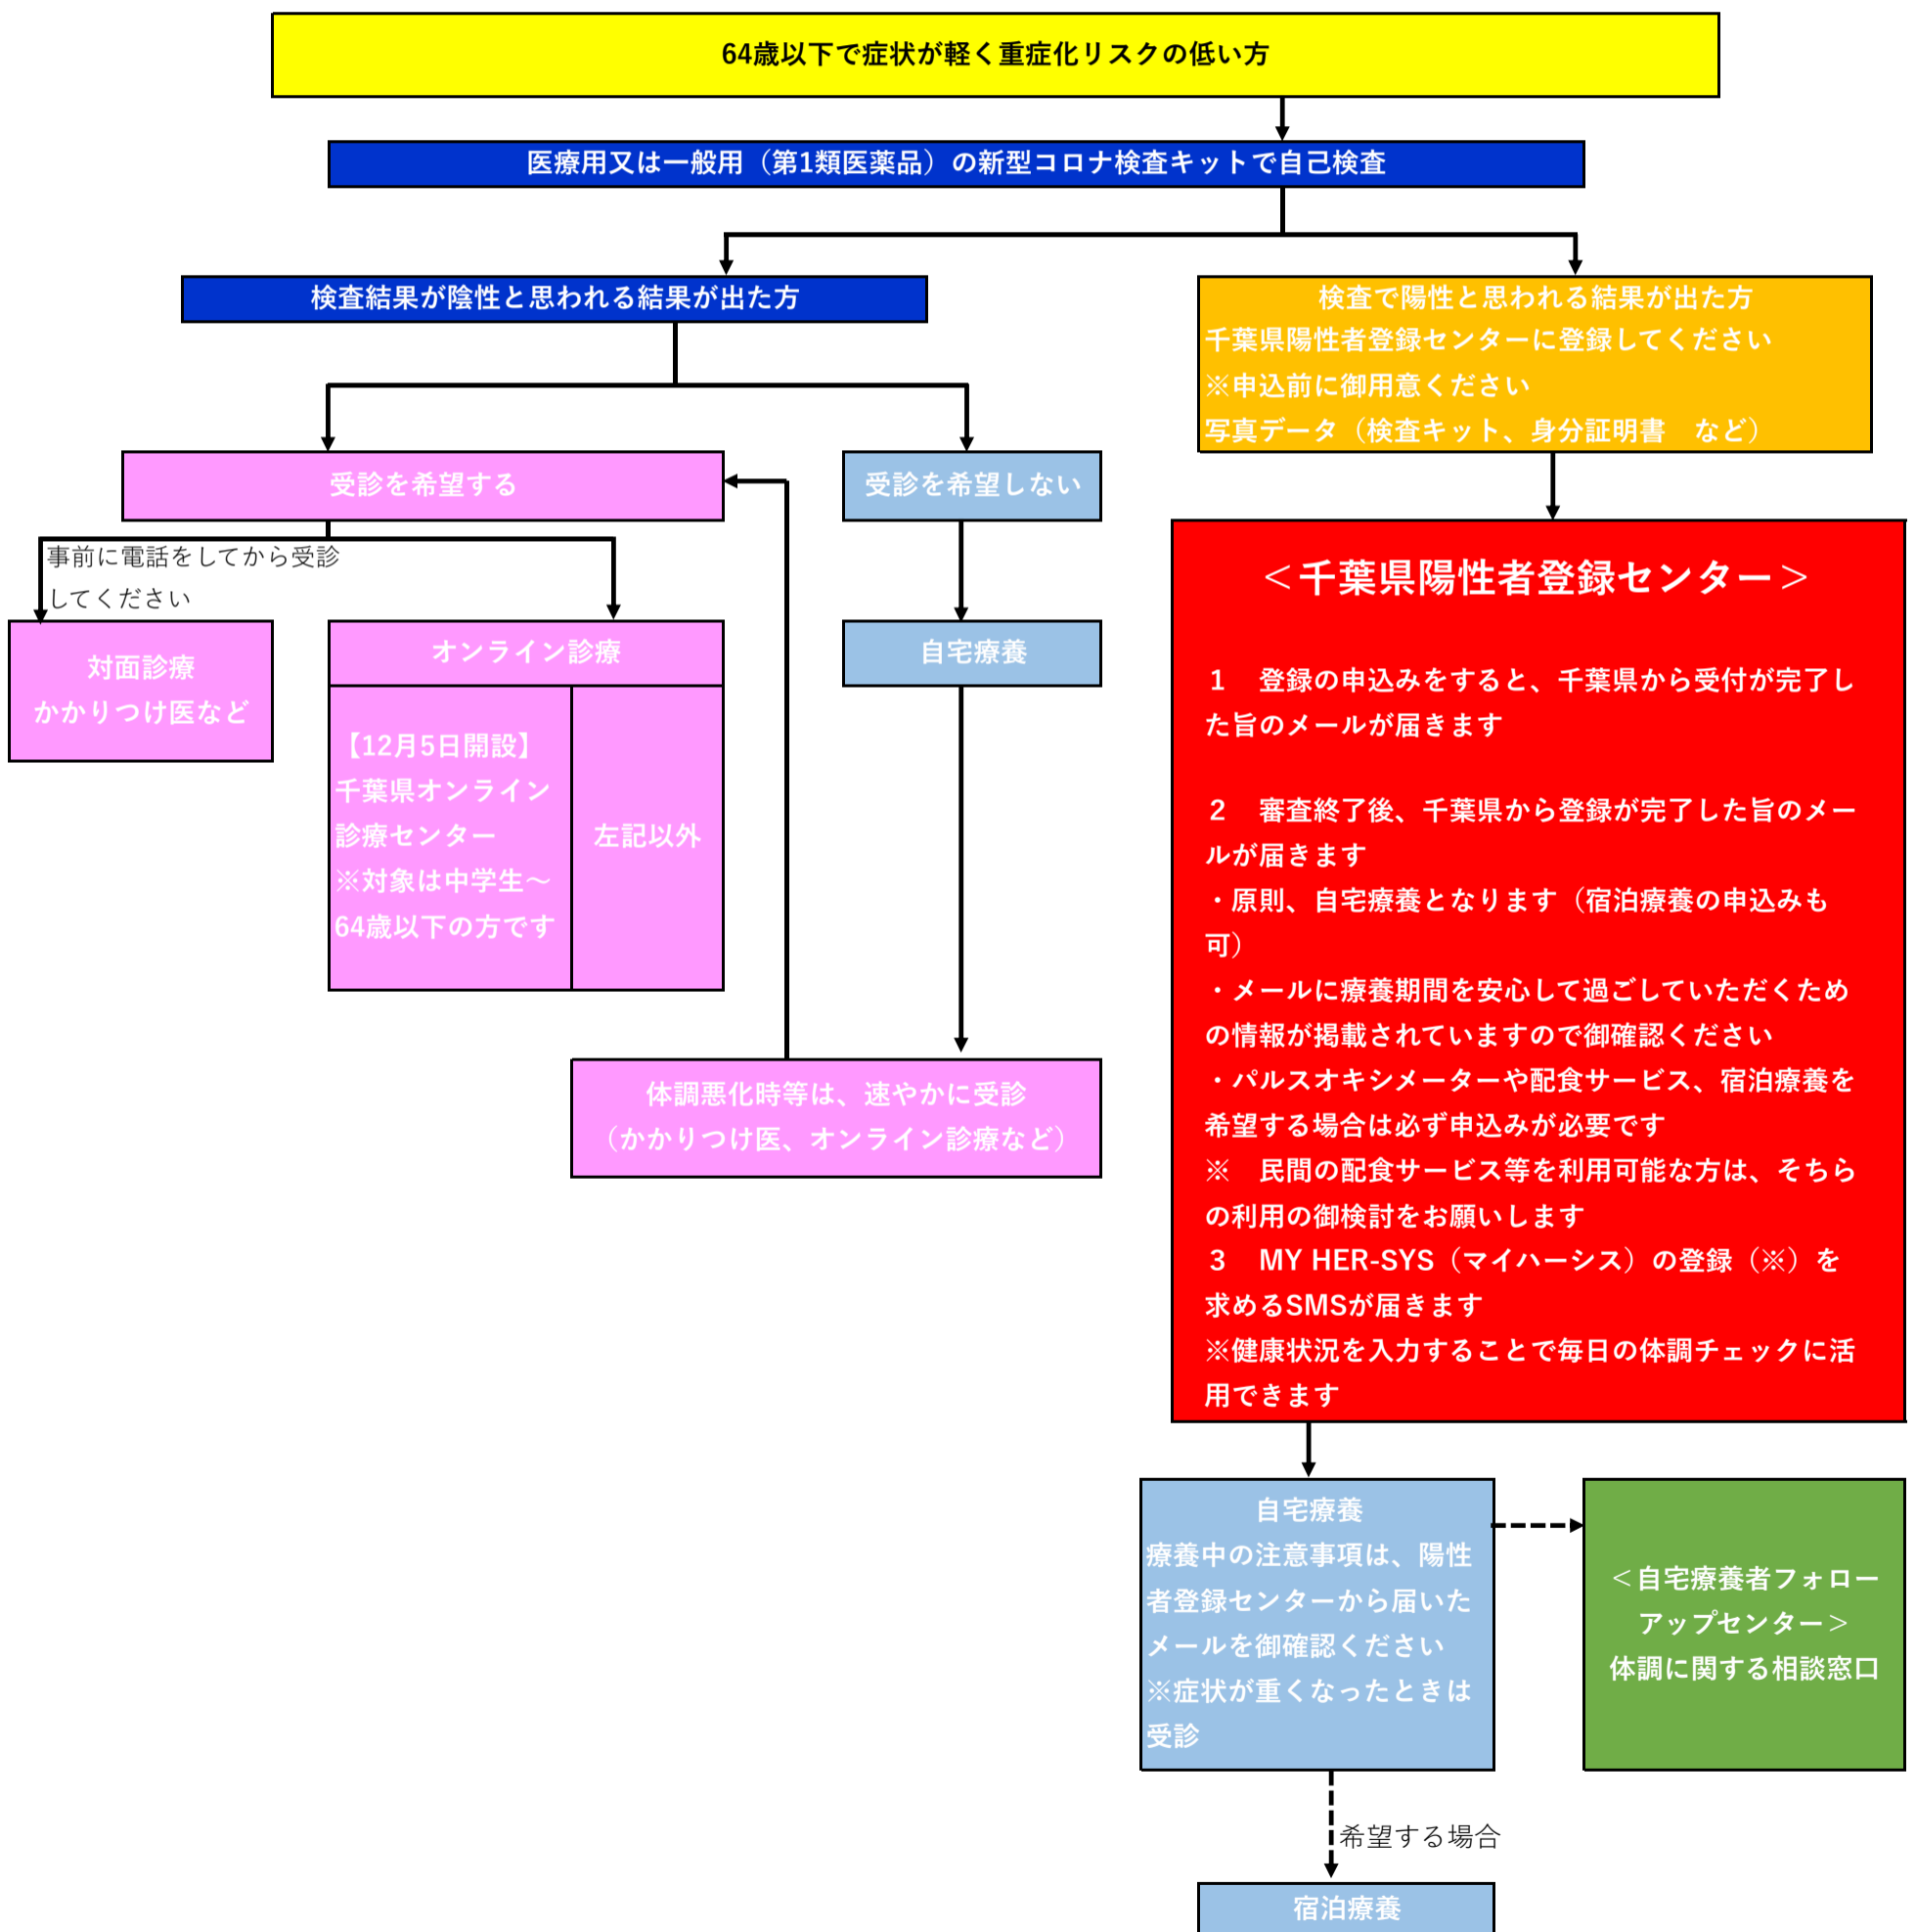 64歳以下で症状が軽く重症化リスクの低い方
医療用又は一般用（第1類医薬品）の新型コロナ検査キットで自己検査
検査結果が陰性と思われる結果が出た方
検査で陽性と思われる結果が出た方
千葉県陽性者登録センターに登録してください
※申込前に御用意ください
写真データ（検査キット、身分証明書　など）
受診を希望する
受診を希望しない
事前に電話をしてから受診
してください
対面診療
かかりつけ医など
オンライン診療
【12月5日開設】
千葉県オンライン
診療センター
※対象は中学生～
64歳以下の方です
左記以外
自宅療養
体調悪化時等は、速やかに受診
（かかりつけ医、オンライン診療など）
＜千葉県陽性者登録センター＞
１　登録の申込みをすると、千葉県から受付が完了し
た旨のメールが届きます
２　審査終了後、千葉県から登録が完了した旨のメー
ルが届きます
・原則、自宅療養となります（宿泊療養の申込みも
可）
・メールに療養期間を安心して過ごしていただくため
の情報が掲載されていますので御確認ください
・パルスオキシメーターや配食サービス、宿泊療養を
希望する場合は必ず申込みが必要です
※　民間の配食サービス等を利用可能な方は、そちら
の利用の御検討をお願いします
３　MY HER-SYS（マイハーシス）の登録（※）を
求めるSMSが届きます
※健康状況を入力することで毎日の体調チェックに活
用できます
自宅療養
療養中の注意事項は、陽性
者登録センターから届いた
メールを御確認ください
※症状が重くなったときは
受診
＜自宅療養者フォロー
アップセンター＞
体調に関する相談窓口
希望する場合
宿泊療養